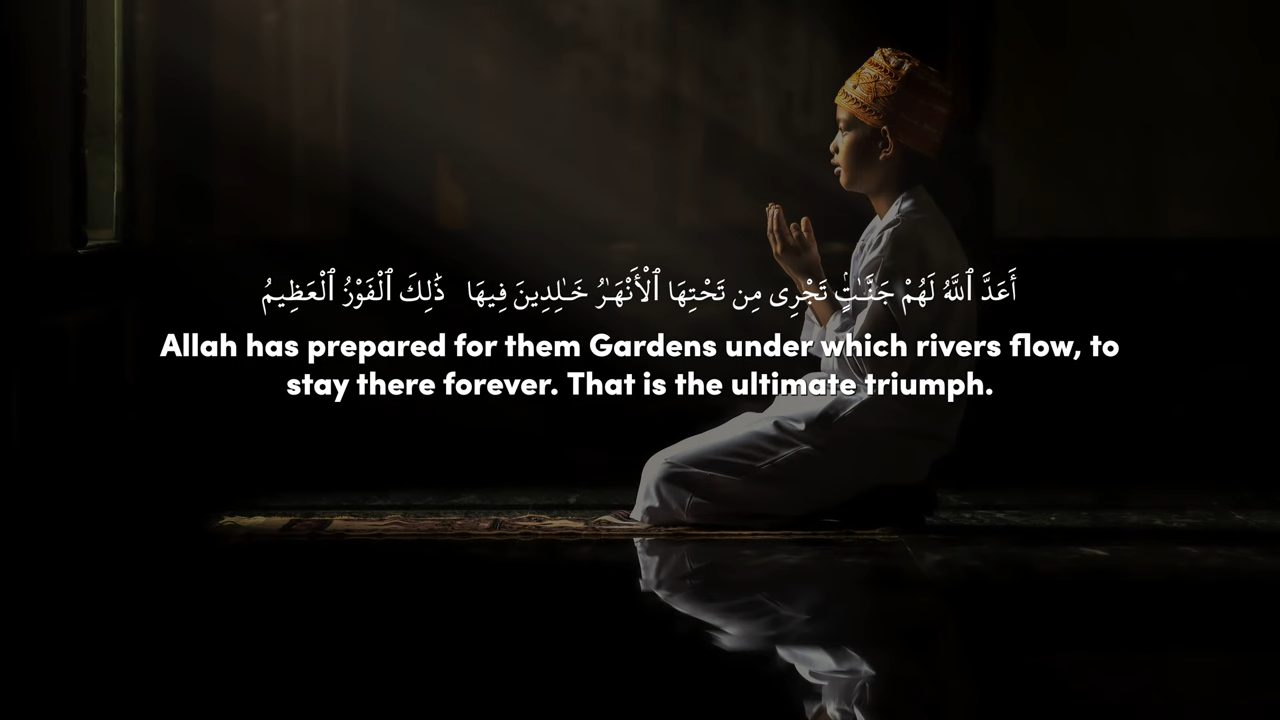 أَعَدَّ ٱللَّهُ لَهُمْ جَنَّـٰتٍۢ تَجْرِى مِن تَحْتِهَا ٱلْأَنْهَـٰرُ خَـٰلِدِينَ فِيهَا ذَٰلِكَ ٱلْفَوْزُ ٱلْعَظِيمُ
Allah has prepared for them Gardens under which rivers flow, to
stay there forever. That is the ultimate triumph.